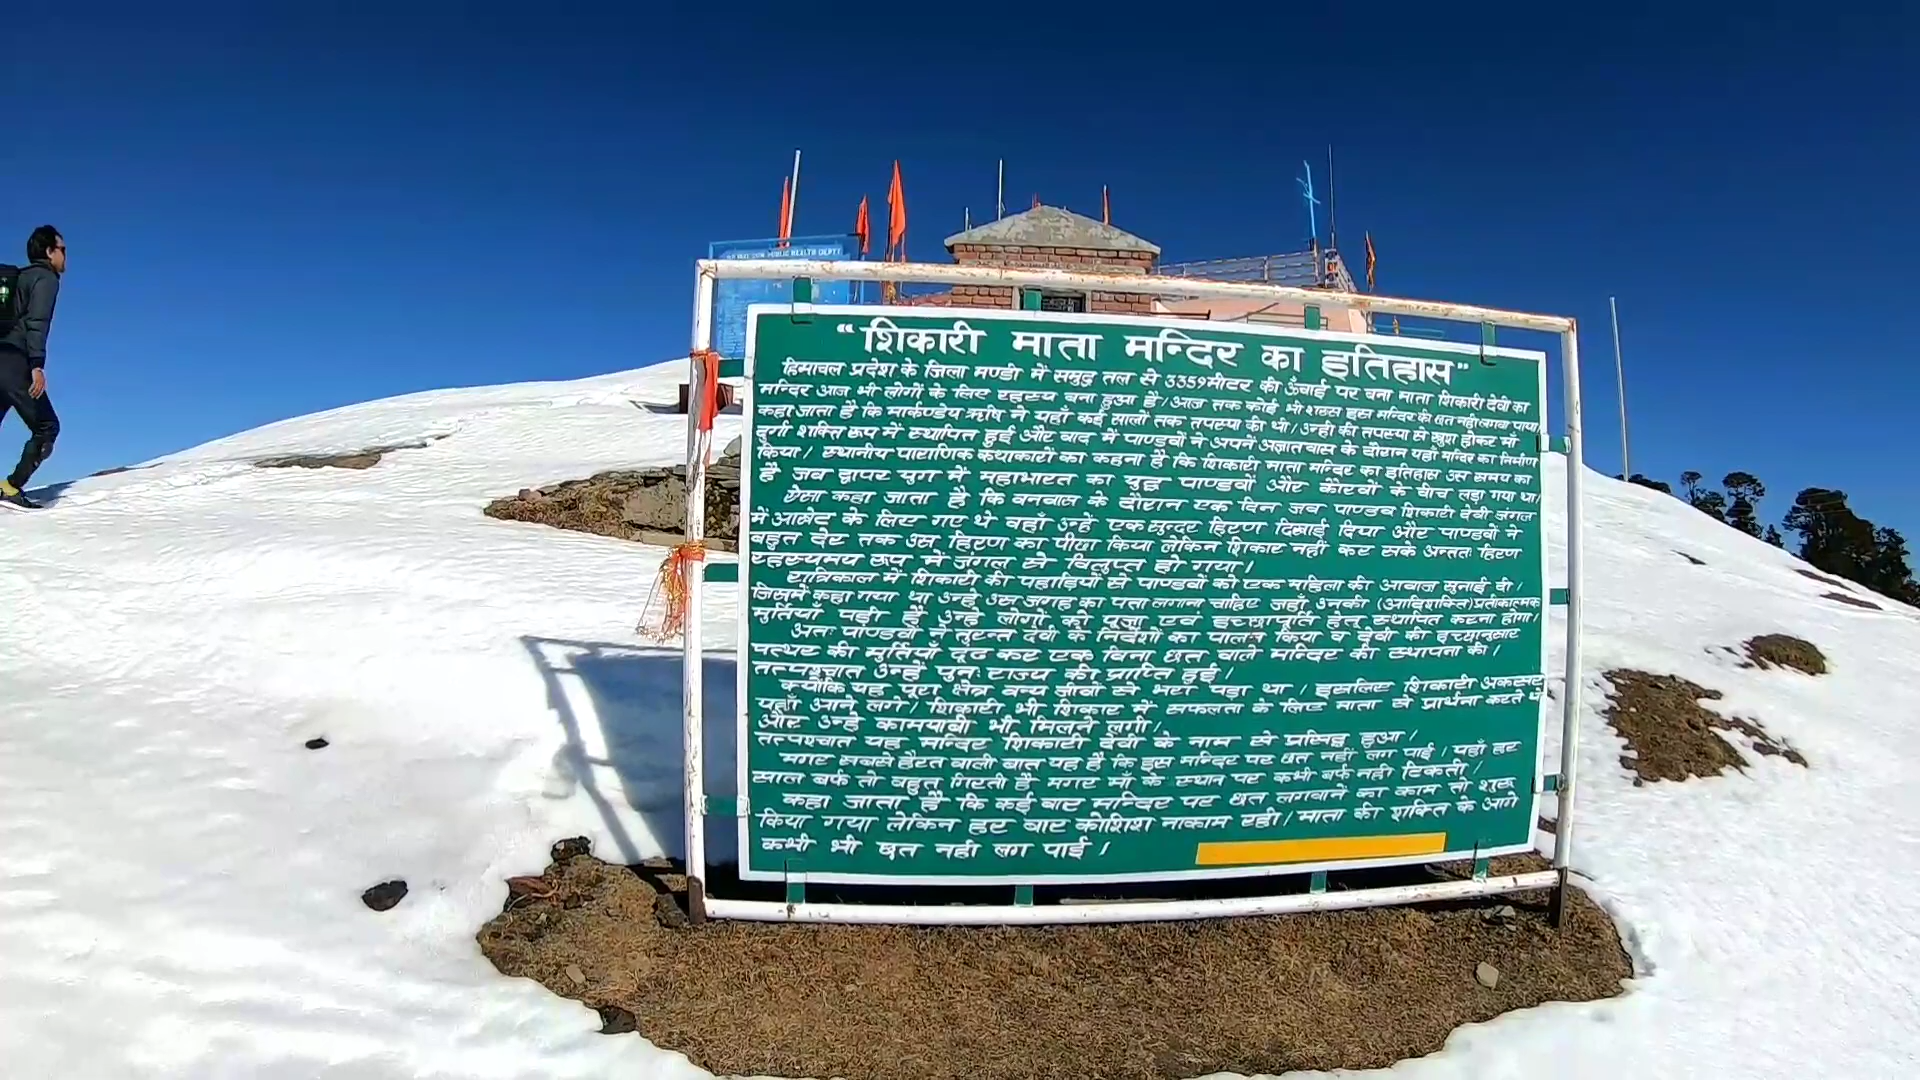 PUBLIC HEALTH DEPTT
“शिकारी माता मन्दिर का इतिहास”
हिमाचल प्रदेश के जिला मण्डी में समुद्र तल से 3359मीटर की ऊँचाई पर बना माता शिकारी देवी का
मन्दिर आज भी लोगों के लिए रहस्य बना हुआ है। आज तक कोई भी शख्स इस मन्दिर की छत नहीं लगवा पाया।
कहा जाता है कि मार्कण्डेय ऋषि ने यहाँ कई सालों तक तपस्या की थी। उन्ही की तपस्या से खुश होकर माँ
दुर्गा शक्ति रूप में स्थापित हुई और बाद में पाण्डवों ने अपने अज्ञातवास के दौरान यहाँ मन्दिर का निर्माण
किया। स्थानीय पाराणिक कथाकारों का कहना है कि शिकारी माता मन्दिर का इतिहास उस समय का
है जब द्वापर युग में महाभारत का युद्ध पाण्डवों और कौरवों के बीच लड़ा गया था।
ऐसा कहा जाता है कि वनवास के दौरान एक दिन जब पाण्डव शिकारी देवी जंगल
में आखेट के लिए गए थे वहाँ उन्हें एक सुन्दर हिरण दिखाई दिया और पाण्डवों ने
बहुत देर तक उस हिरण का पीछा किया लेकिन शिकार नहीं कर सके अन्ततः हिरण
रहस्यमय रूप में जंगल से विलुप्त हो गया।
रात्रिकाल में शिकारी की पहाड़ियों से पाण्डवों को एक महिला की आवाज सुनाई दी।
जिसमें कहा गया था उन्हे उस जगह का पता लगाना चाहिए जहाँ उनकी (आदिशक्ति) प्रतीकात्मक
मुर्तियाँ पड़ी हैं उन्हे लोगों को पूजा एवं इच्छापूर्ति हेतु स्थापित करना होगा।
अतः पाण्डवों ने तुरन्त देवी के निर्देशों का पालन किया व देवी की इच्छानुसार
पत्थर की मुर्तियाँ ढूंढ कर एक बिना छत वाले मन्दिर की स्थापना की।
तत्पश्चात उन्हें पुनः राज्य की प्राप्ति हुई।
क्योंकि यह पूरा क्षेत्र वन्य जीवों से भरा पड़ा था। इसलिए शिकारी अकसर
यहाँ आने लगे। शिकारी भी शिकार में सफलता के लिए माता से प्रार्थना करते थे
और उन्हे कामयाबी भी मिलने लगी।
तत्पश्चात यह मन्दिर शिकारी देवी के नाम से प्रसिद्ध हुआ।
मगर सबसे हैरत वाली बात यह है कि इस मन्दिर पर छत नहीं लग पाई। यहाँ हर
साल बर्फ तो बहुत गिरती है मगर माँ के स्थान पर कभी बर्फ नही टिकती।
कहा जाता है कि कई बार मन्दिर पर छत लगवानें का काम तो शुरू
किया गया लेकिन हर बार कोशिश नाकाम रही। माता की शक्ति के आगे
कभी भी छत नही लग पाई।